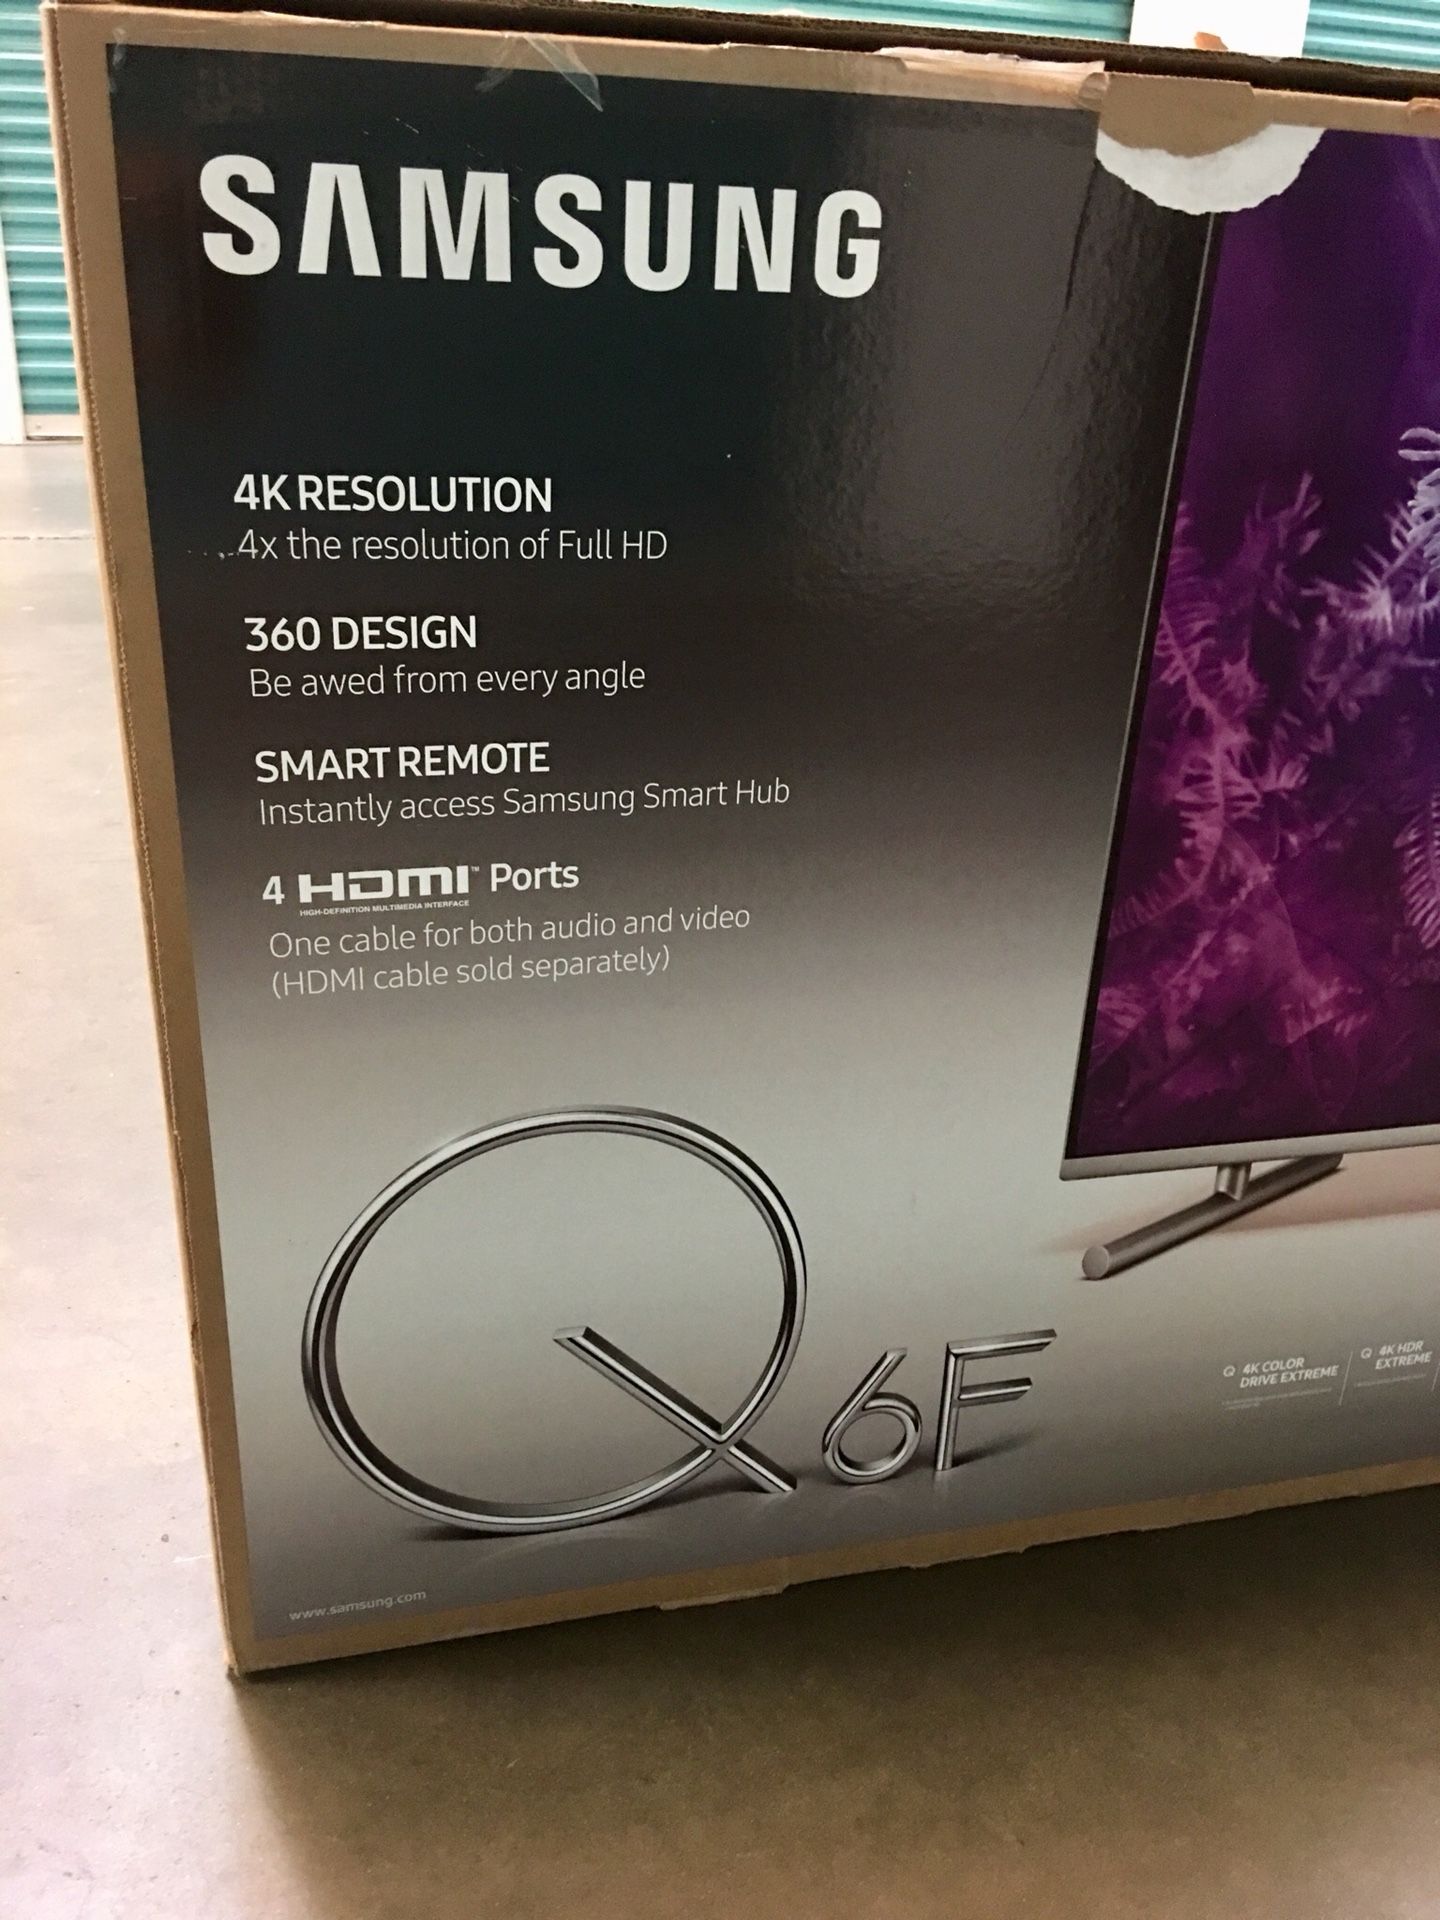 SAMSUNG
4K RESOLUTION
4x the resolution of Full HD
360 DESIGN
Be awed from every angle
SMART REMOTE
Instantly access Samsung Smart Hub
4 HDMI™ Ports
HIGH-DEFINITION MULTIMEDIA INTERFACE
One cable for both audio and video
(HDMI cable sold separately)
Q6F
Q 4K COLOR
DRIVE EXTREME
Q 4K HDR
EXTREME
www.samsung.com